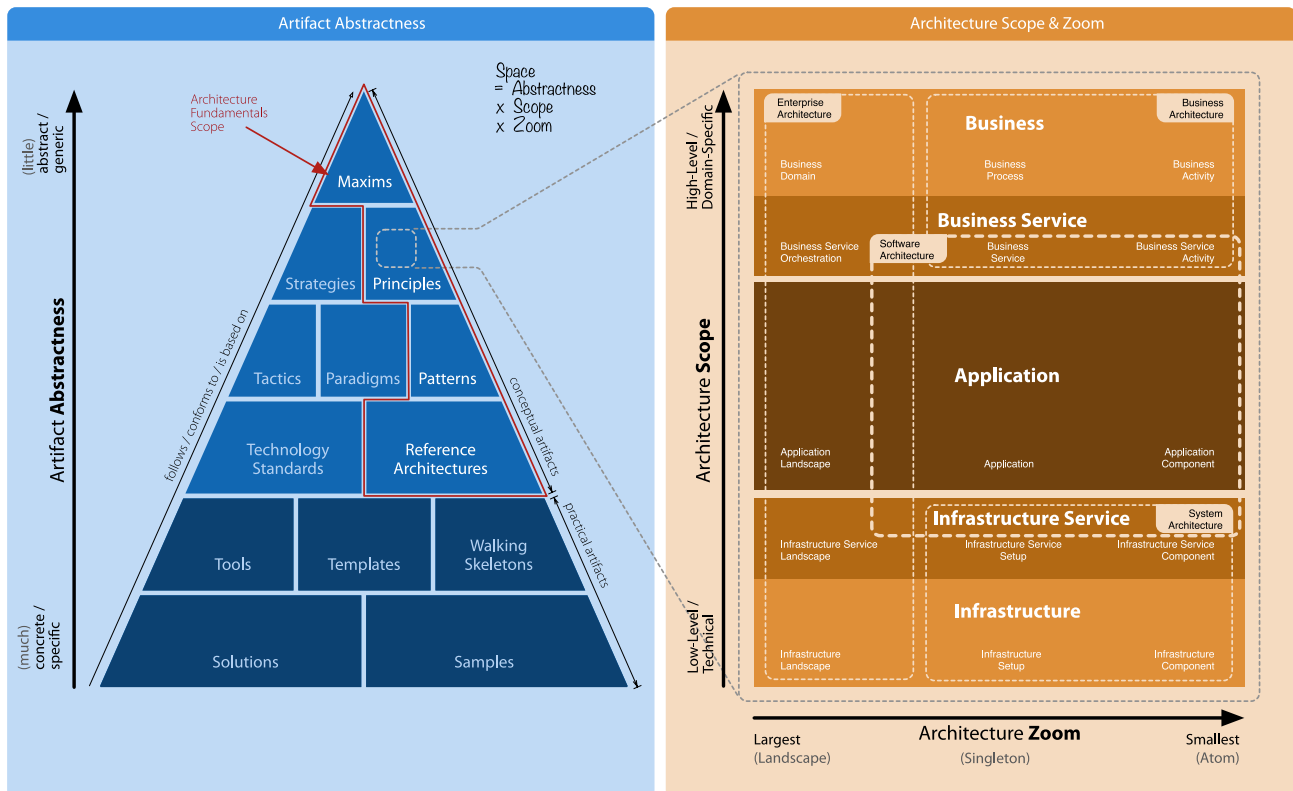 Artifact Abstractness
Architecture
Fundamentals
Scope
Space
= Abstractness
x Scope
x Zoom
(little)
abstract /
generic
Artifact Abstractness
(much)
concrete /
specific
follows / conforms to / is based on
conceptual artifacts
practical artifacts
Maxims
Strategies
Principles
Tactics
Paradigms
Patterns
Technology
Standards
Reference
Architectures
Tools
Templates
Walking
Skeletons
Solutions
Samples
Architecture Scope & Zoom
High-Level /
Domain-Specific
Architecture Scope
Low-Level /
Technical
Enterprise
Architecture
Business
Business
Architecture
Business
Domain
Business
Process
Business
Activity
Business Service
Business Service
Orchestration
Software
Architecture
Business
Service
Business Service
Activity
Application
Application
Landscape
Application
Application
Component
Infrastructure Service
System
Architecture
Infrastructure Service
Landscape
Infrastructure Service
Setup
Infrastructure Service
Component
Infrastructure
Infrastructure
Landscape
Infrastructure
Setup
Infrastructure
Component
Largest
(Landscape)
Architecture Zoom
(Singleton)
Smallest
(Atom)